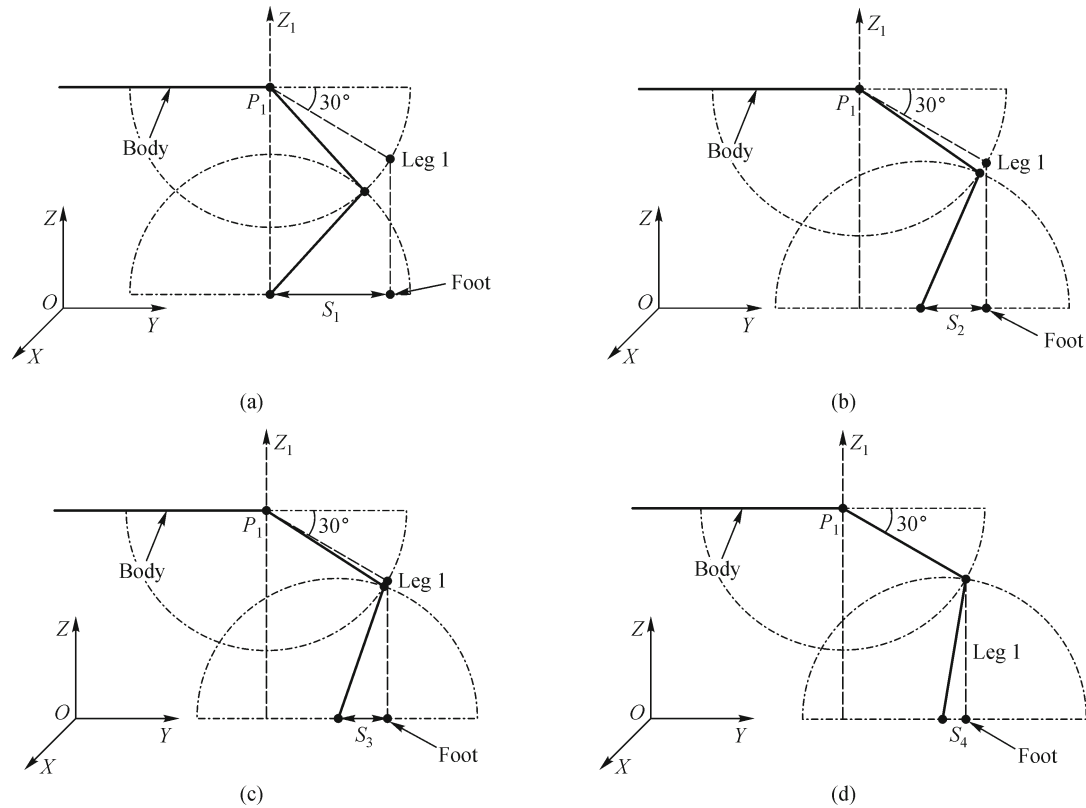 Z₁
P₁
30°
Body
Leg 1
Z
O
Y
X
S₁
Foot
(a)
Z₁
P₁
30°
Body
Leg 1
Z
O
Y
X
S₂
Foot
(b)
Z₁
P₁
30°
Body
Leg 1
Z
O
Y
X
S₃
Foot
(c)
Z₁
P₁
30°
Body
Leg 1
Z
O
Y
X
S₄
Foot
(d)